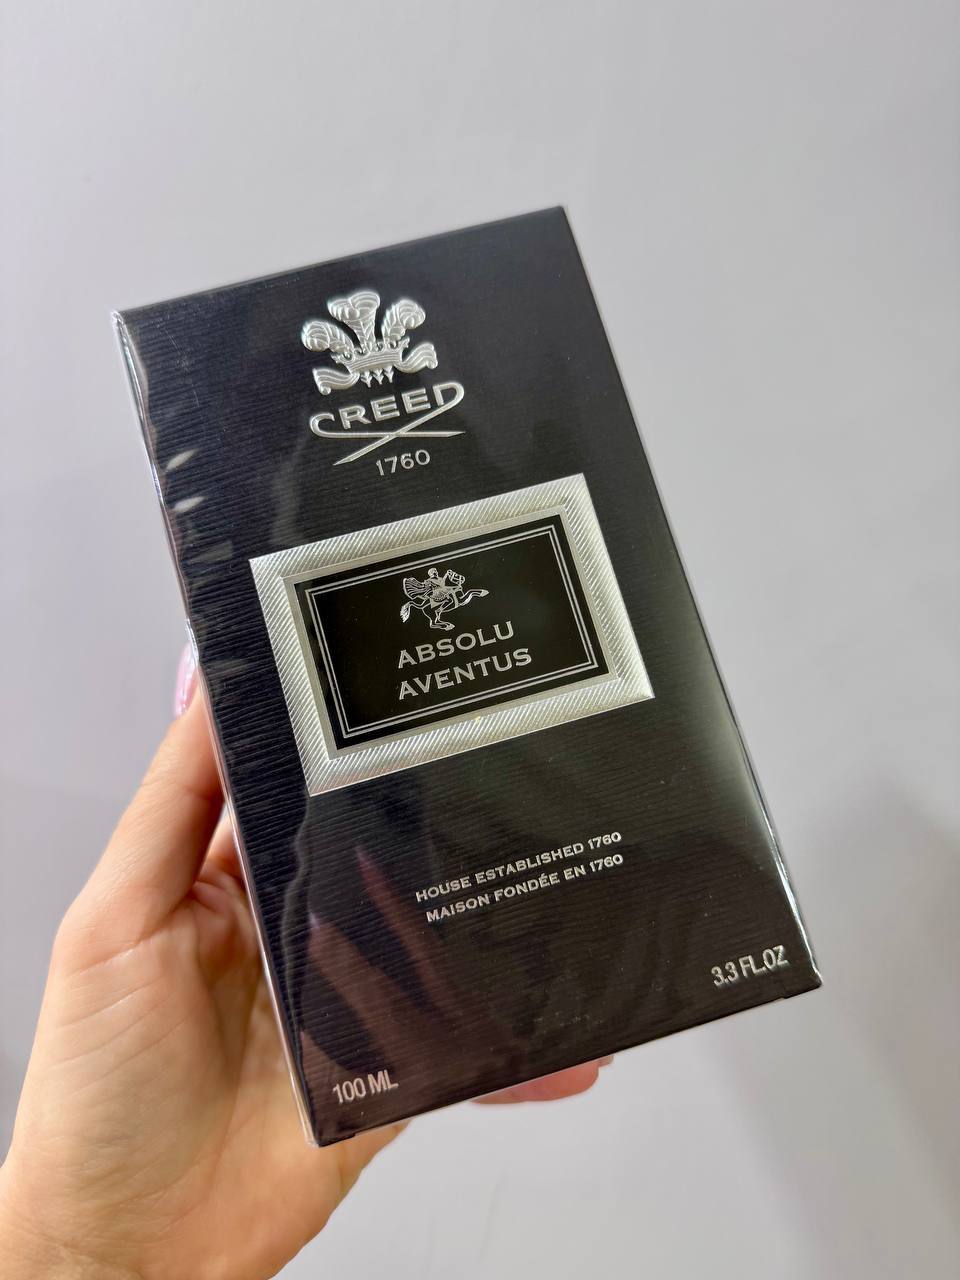 CREED
1760
ABSOLU
AVENTUS
HOUSE ESTABLISHED 1760
MAISON FONDÉE EN 1760
3.3 FL.OZ
100 ML